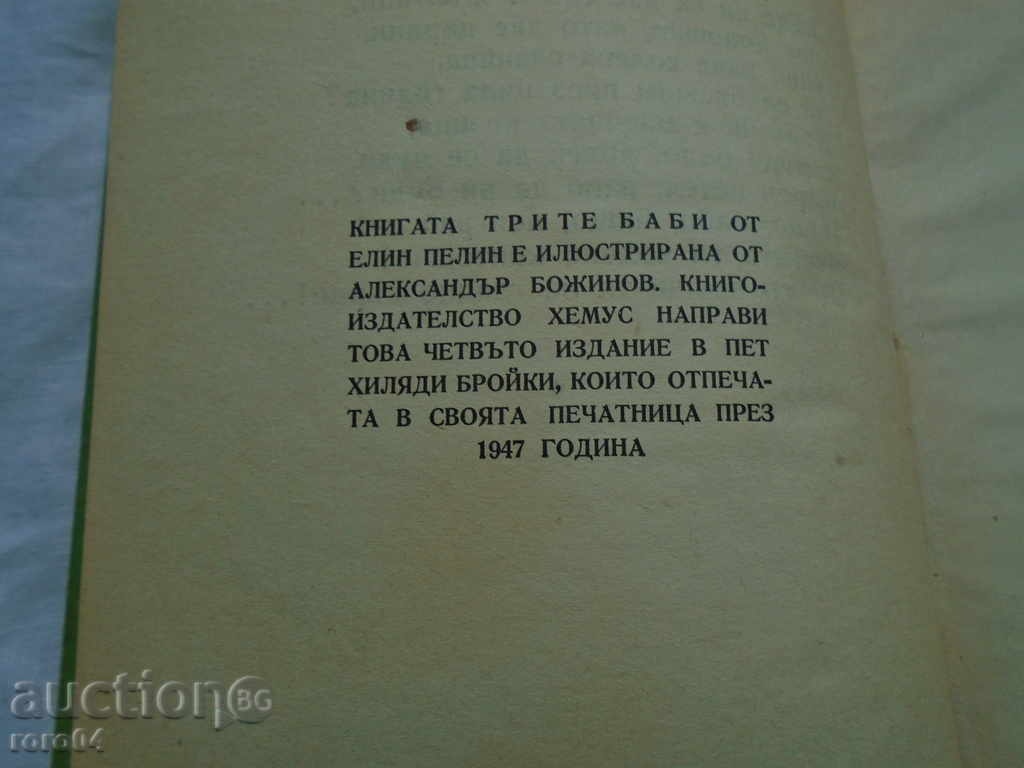 КНИГАТА ТРИТЕ БАБИ ОТ
ЕЛИН ПЕЛИН Е ИЛЮСТРИРАНА ОТ
АЛЕКСАНДЪР БОЖИНОВ. КНИГО-
ИЗДАТЕЛСТВО ХЕМУС НАПРАВИ
ТОВА ЧЕТВЪТО ИЗДАНИЕ В ПЕТ
ХИЛЯДИ БРОЙКИ, КОИТО ОТПЕЧА-
ТА В СВОЯТА ПЕЧАТНИЦА ПРЕЗ
1947 ГОДИНА
auction BG
roro04